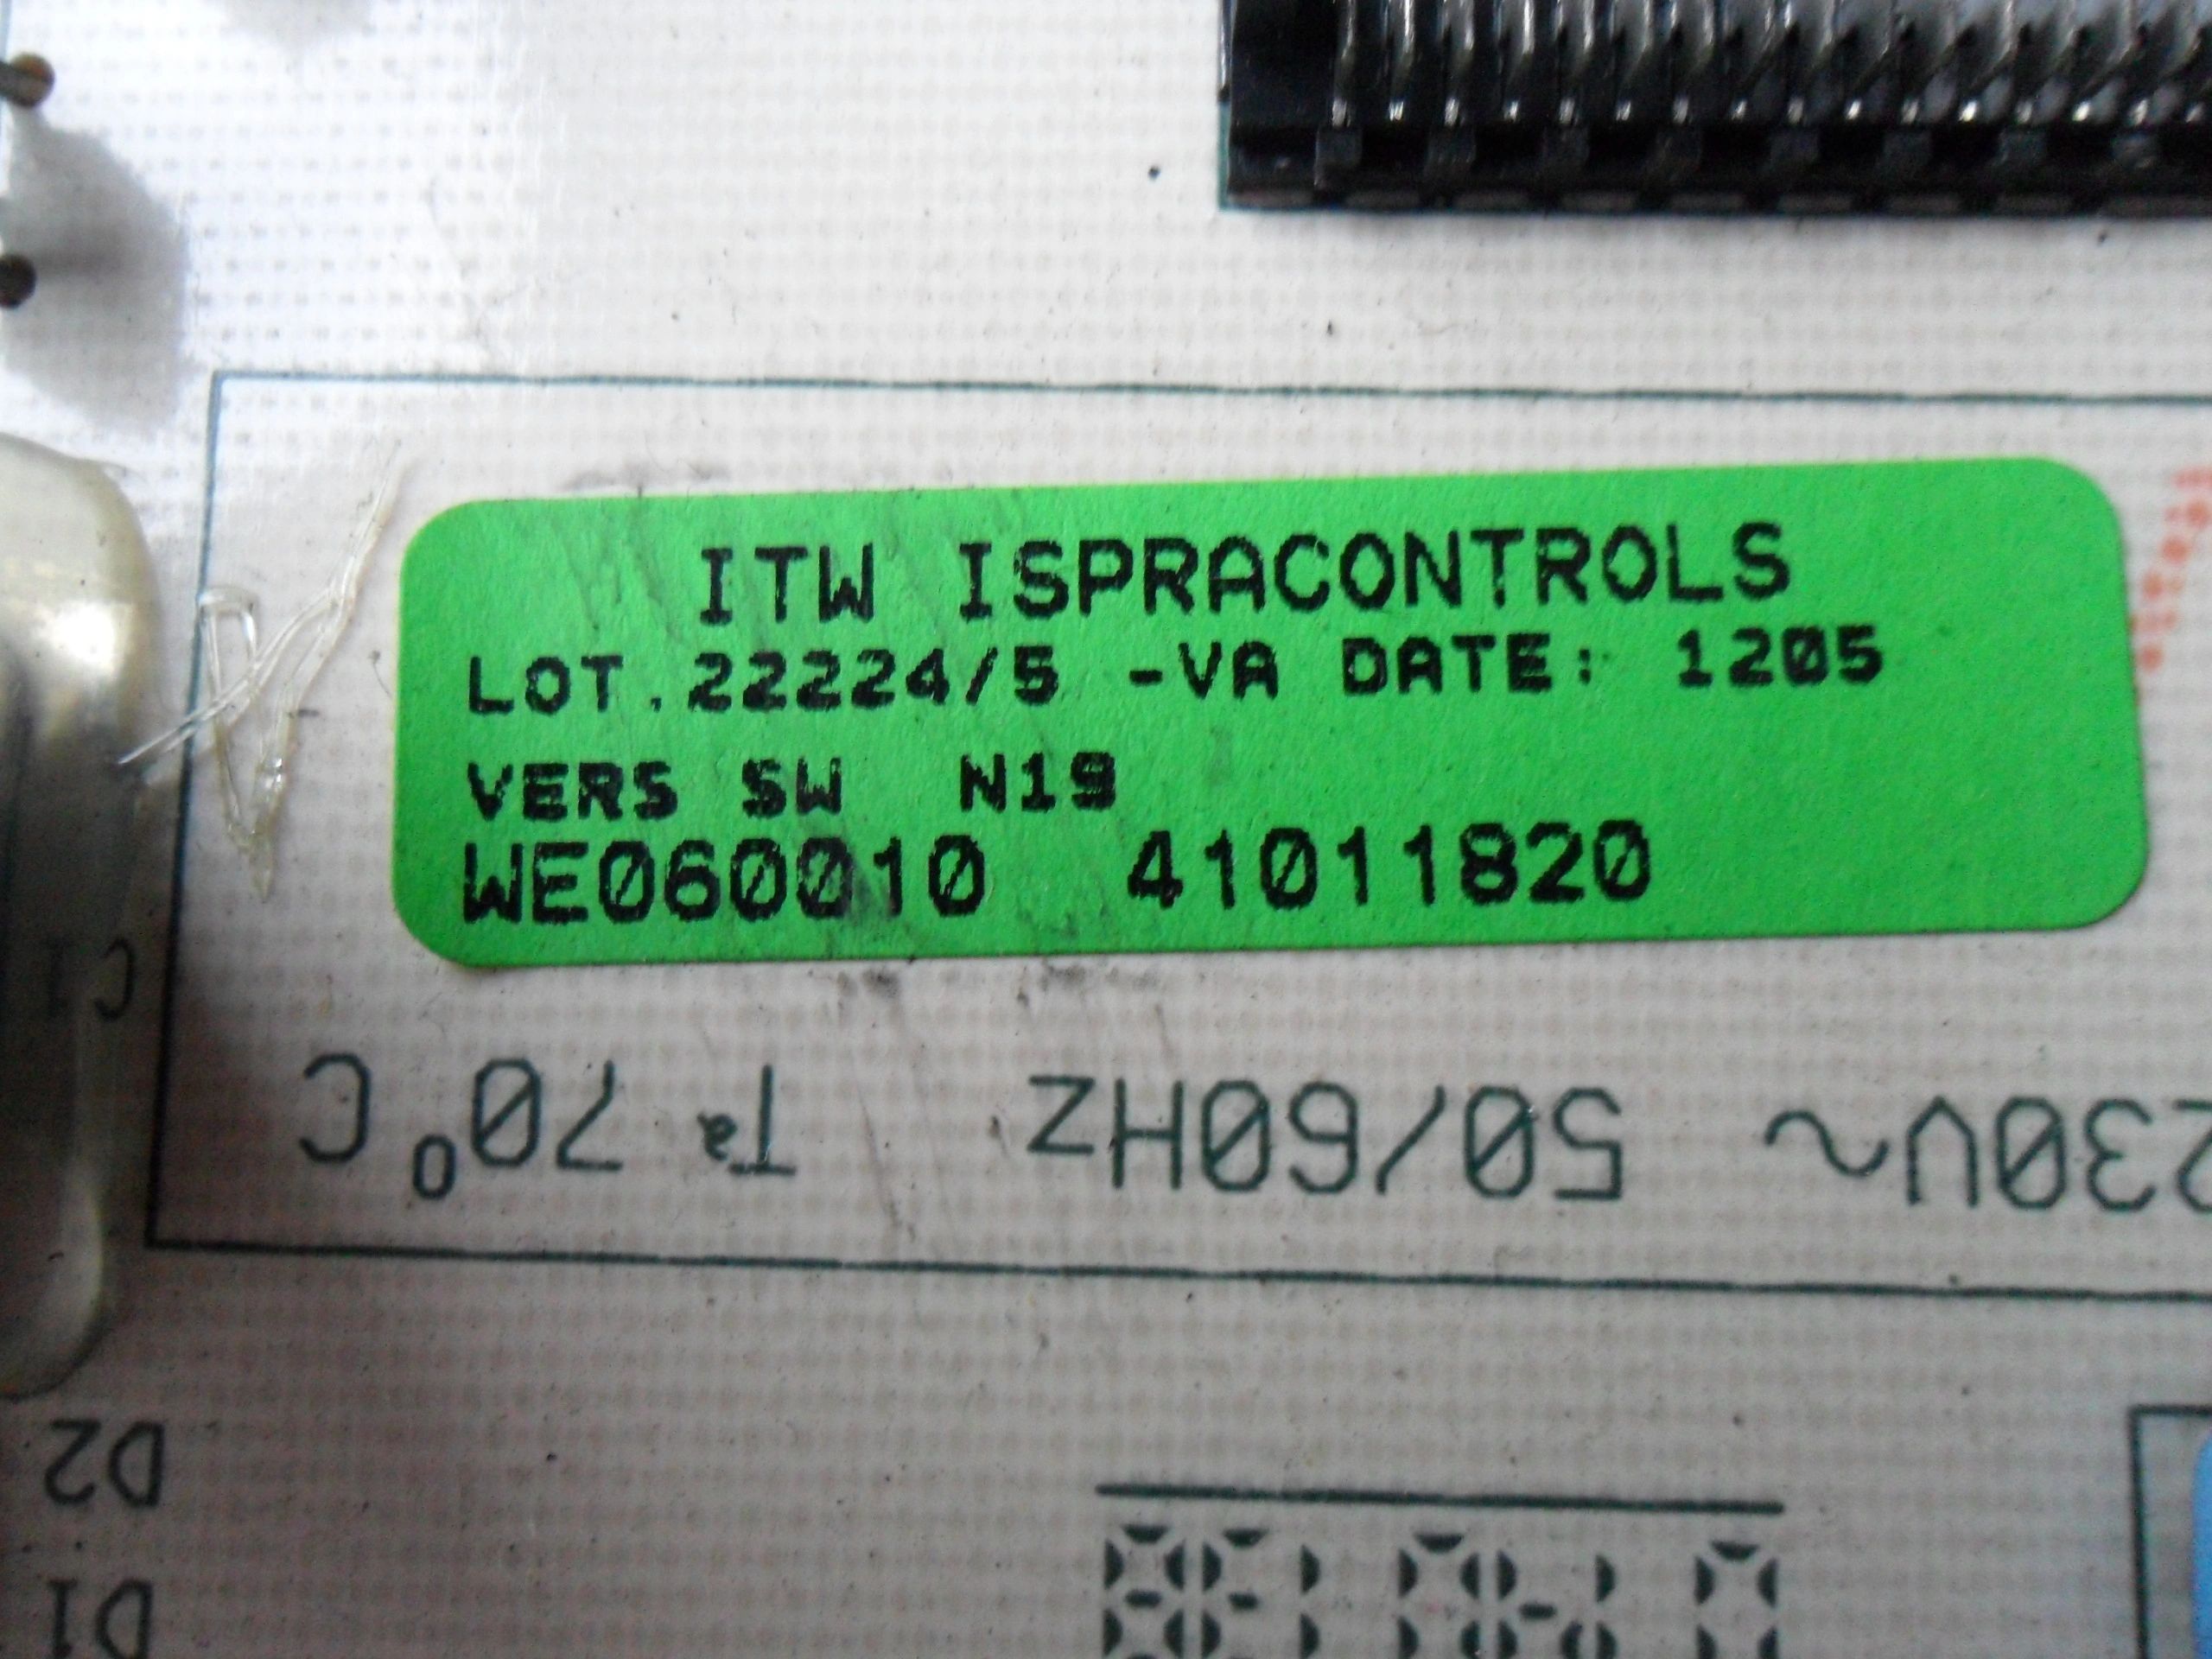 ITW ISPRACONTROLS
LOT.22224/5 -VA DATE: 1205
VERS SW N19
WE060010 41011820
C1
230V~ 50/60Hz Ta 70°C
D2
D1